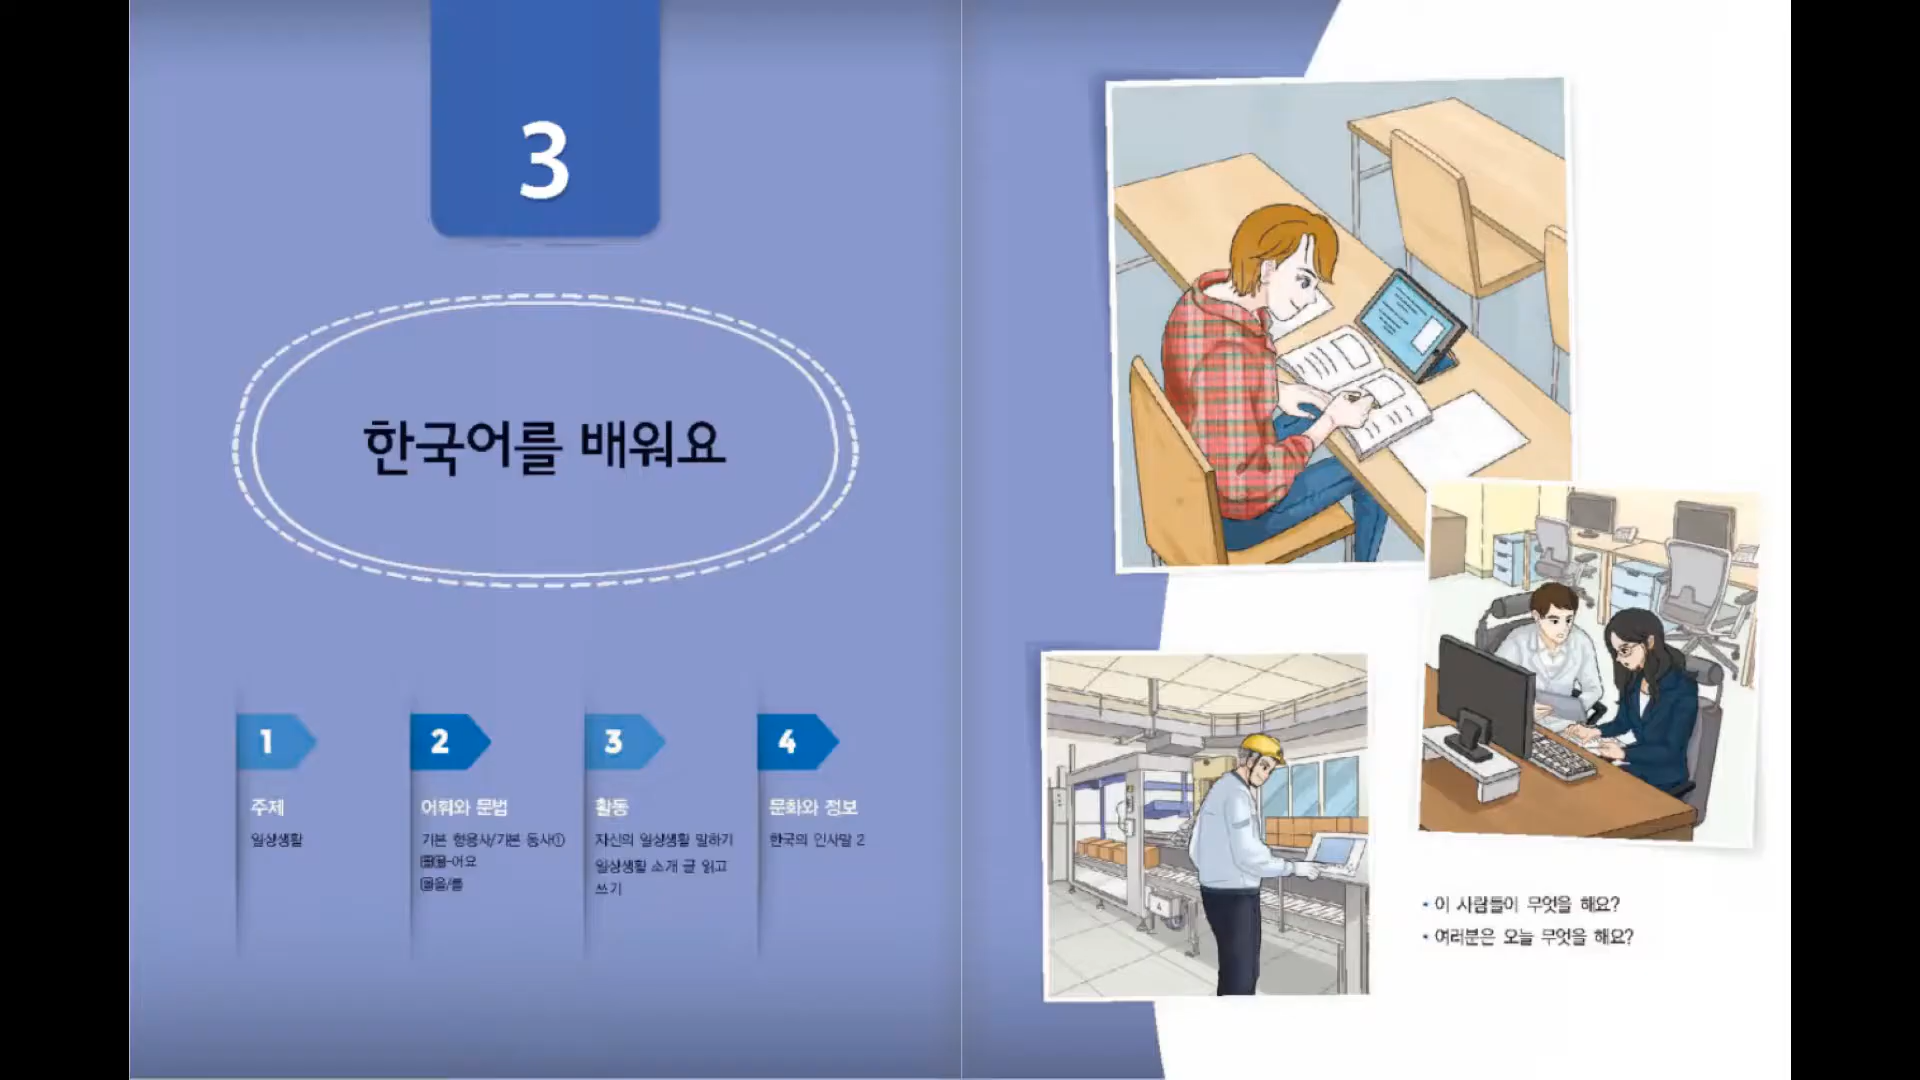 3
한국어를 배워요
1
주제
일상생활
2
어휘와 문법
기본 형용사/기본 동사①
동형-어요
명을/를
3
활동
자신의 일상생활 말하기
일상생활 소개 글 읽고
쓰기
4
문화와 정보
한국의 인사말 2
• 이 사람들이 무엇을 해요?
• 여러분은 오늘 무엇을 해요?